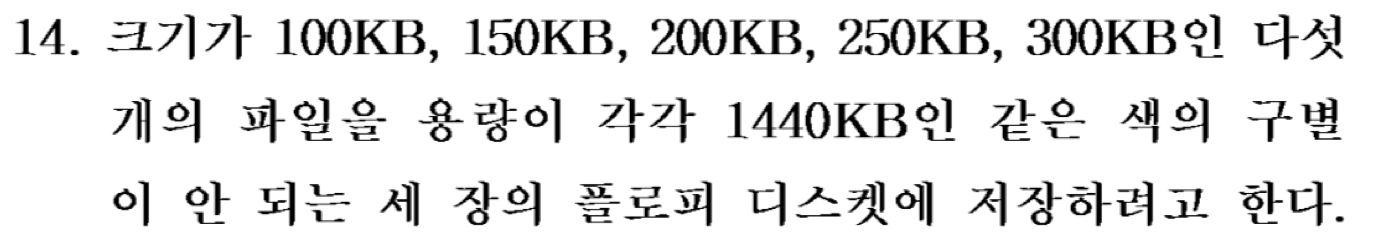 14. 크기가 100KB, 150KB, 200KB, 250KB, 300KB인 다섯
개의 파일을 용량이 각각 1440KB인 같은 색의 구별
이 안 되는 세 장의 플로피 디스켓에 저장하려고 한다.